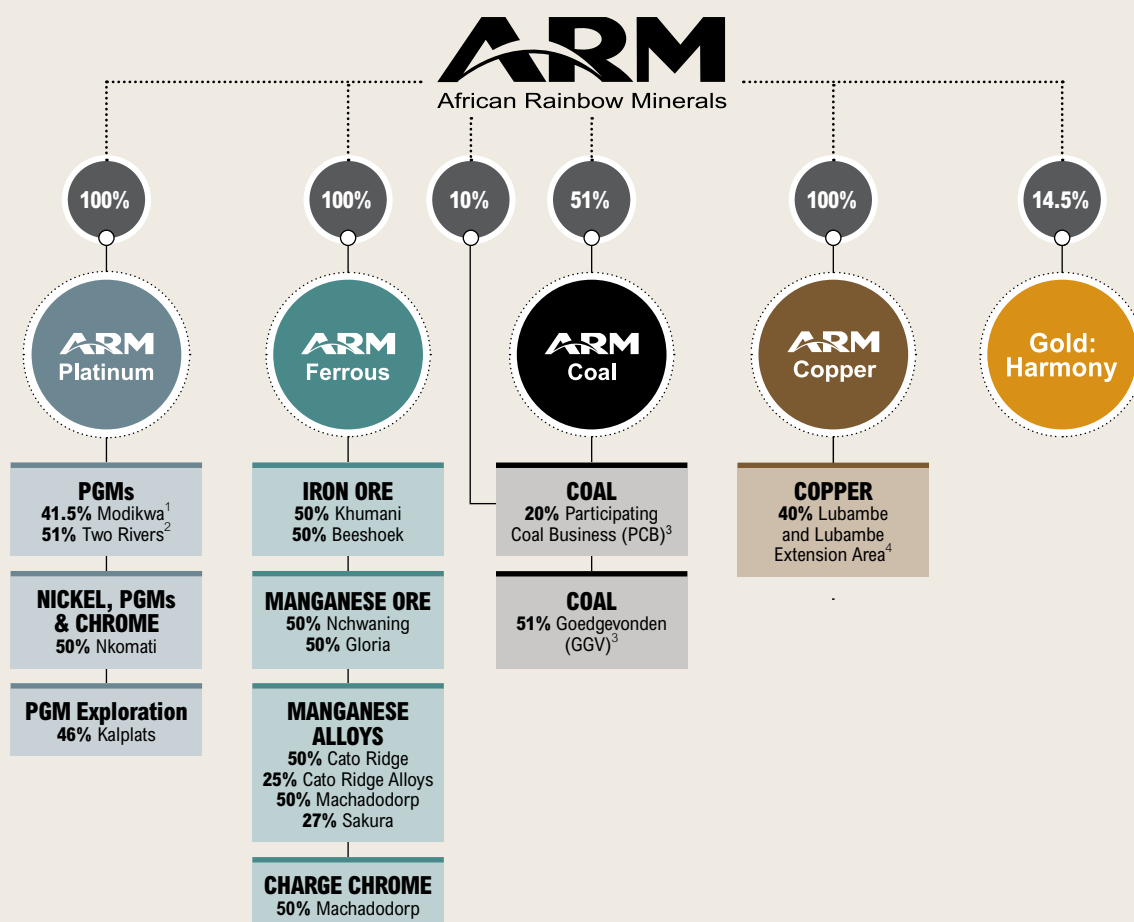 ARM
African Rainbow Minerals
100%
100%
10%
51%
100%
14.5%
ARM
Platinum
ARM
Ferrous
ARM
Coal
ARM
Copper
Gold:
Harmony
PGMs
41.5% Modikwa1
51% Two Rivers2
NICKEL, PGMs
& CHROME
50% Nkomati
PGM Exploration
46% Kalplats
IRON ORE
50% Khumani
50% Beeshoek
MANGANESE ORE
50% Nchwaning
50% Gloria
MANGANESE
ALLOYS
50% Cato Ridge
25% Cato Ridge Alloys
50% Machadodorp
27% Sakura
CHARGE CHROME
50% Machadodorp
COAL
20% Participating
Coal Business (PCB)3
COAL
51% Goedgevonden
(GGV)3
COPPER
40% Lubambe
and Lubambe
Extension Area4